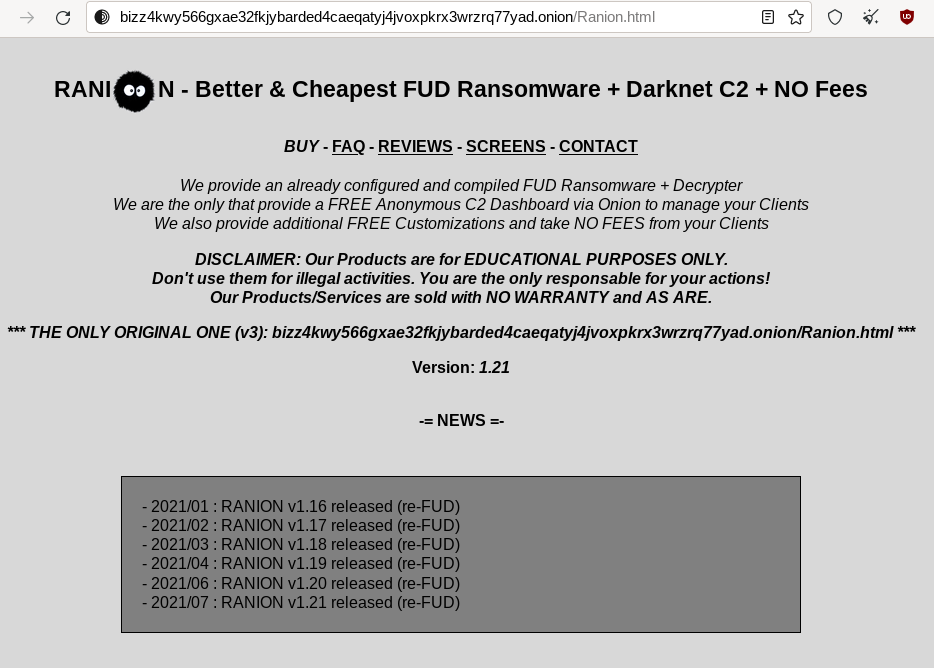 bizz4kwy566gxae32fkjybarded4caeqatyj4jvoxpkrx3wrzrq77yad.onion/Ranion.html
RANI N - Better & Cheapest FUD Ransomware + Darknet C2 + NO Fees
BUY - FAQ - REVIEWS - SCREENS - CONTACT
We provide an already configured and compiled FUD Ransomware + Decrypter
We are the only that provide a FREE Anonymous C2 Dashboard via Onion to manage your Clients
We also provide additional FREE Customizations and take NO FEES from your Clients
DISCLAIMER: Our Products are for EDUCATIONAL PURPOSES ONLY.
Don't use them for illegal activities. You are the only responsable for your actions!
Our Products/Services are sold with NO WARRANTY and AS ARE.
*** THE ONLY ORIGINAL ONE (v3): bizz4kwy566gxae32fkjybarded4caeqatyj4jvoxpkrx3wrzrq77yad.onion/Ranion.html ***
Version: 1.21
-= NEWS =-
- 2021/01 : RANION v1.16 released (re-FUD)
- 2021/02 : RANION v1.17 released (re-FUD)
- 2021/03 : RANION v1.18 released (re-FUD)
- 2021/04 : RANION v1.19 released (re-FUD)
- 2021/06 : RANION v1.20 released (re-FUD)
- 2021/07 : RANION v1.21 released (re-FUD)